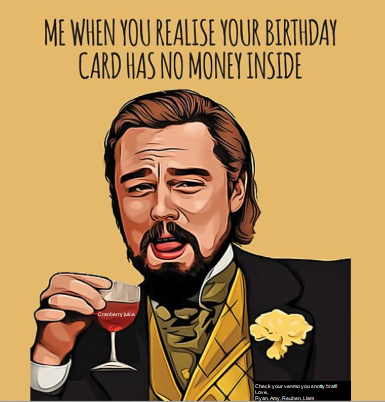 ME WHEN YOU REALISE YOUR BIRTHDAY
CARD HAS NO MONEY INSIDE
Cranberry juice
Check your venmo you snotty brat!
Love,
Ryan, Amy, Reuben, Liam